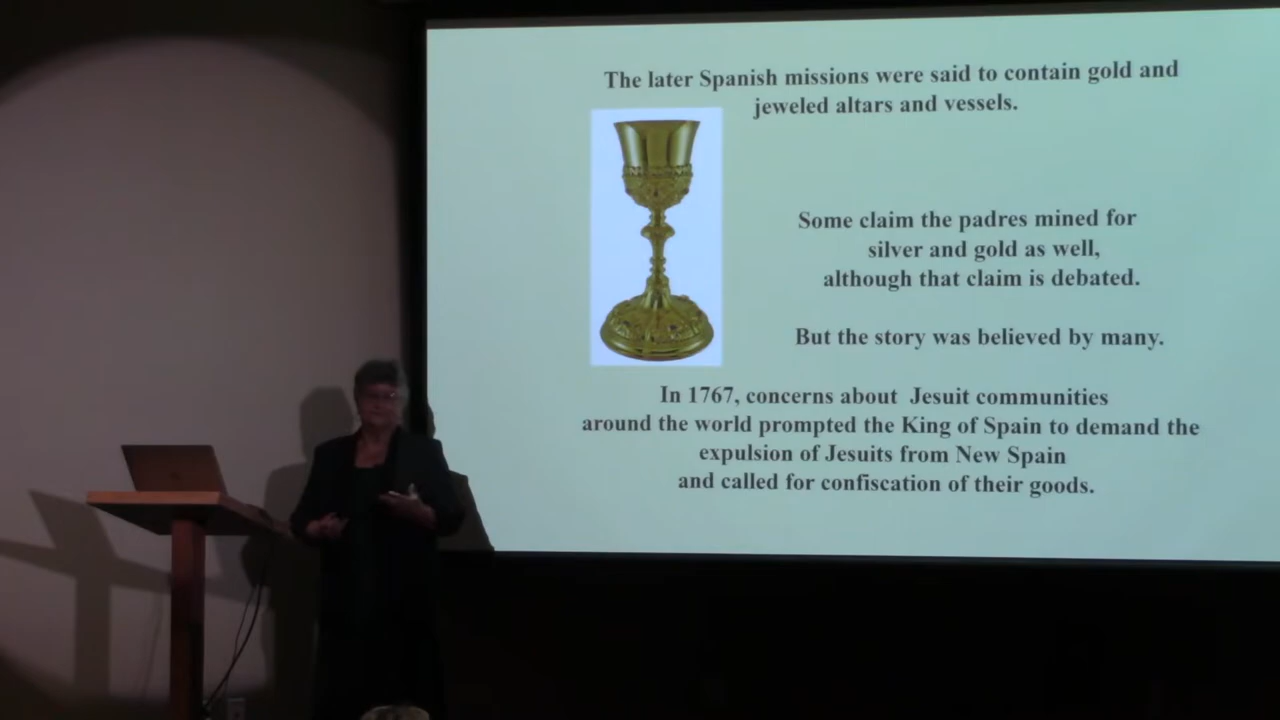 The later Spanish missions were said to contain gold and
jeweled altars and vessels.
Some claim the padres mined for
silver and gold as well,
although that claim is debated.
But the story was believed by many.
In 1767, concerns about Jesuit communities
around the world prompted the King of Spain to demand the
expulsion of Jesuits from New Spain
and called for confiscation of their goods.